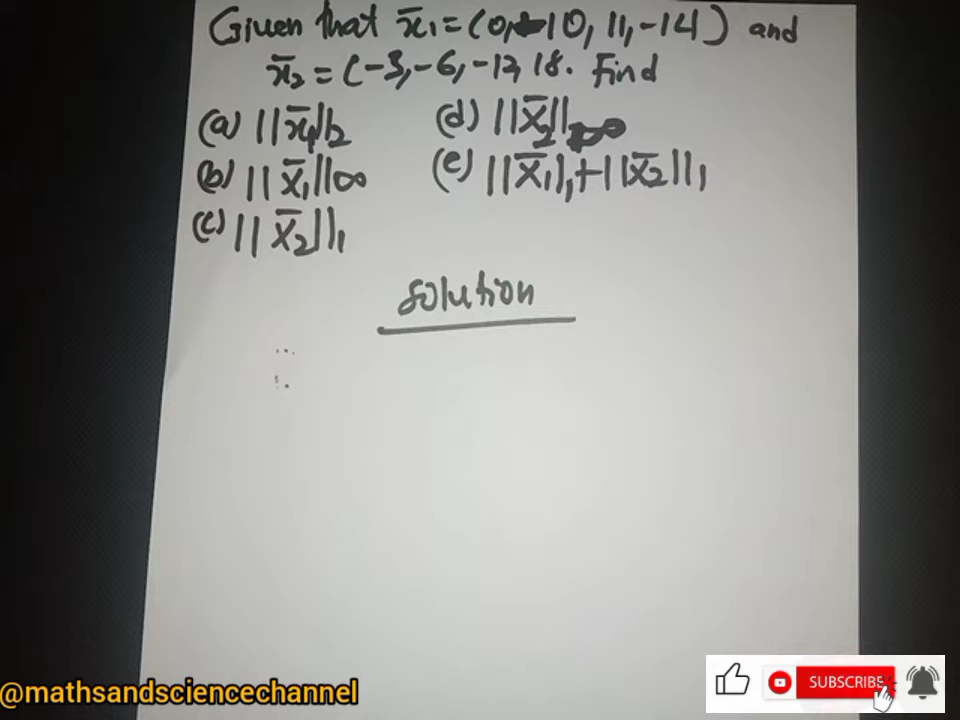 Given that x̄₁ = (0, -10, 11, -14) and
x̄₂ = (-3, -6, -12, 18. Find
(a) ||x̄₁||₂ (d) ||x̄₂||∞
(b) ||x̄₁||∞ (e) ||x̄₁||₁ + ||x̄₂||₁
(c) ||x̄₂||₁
solution
@mathsandsciencechannel
SUBSCRIBE